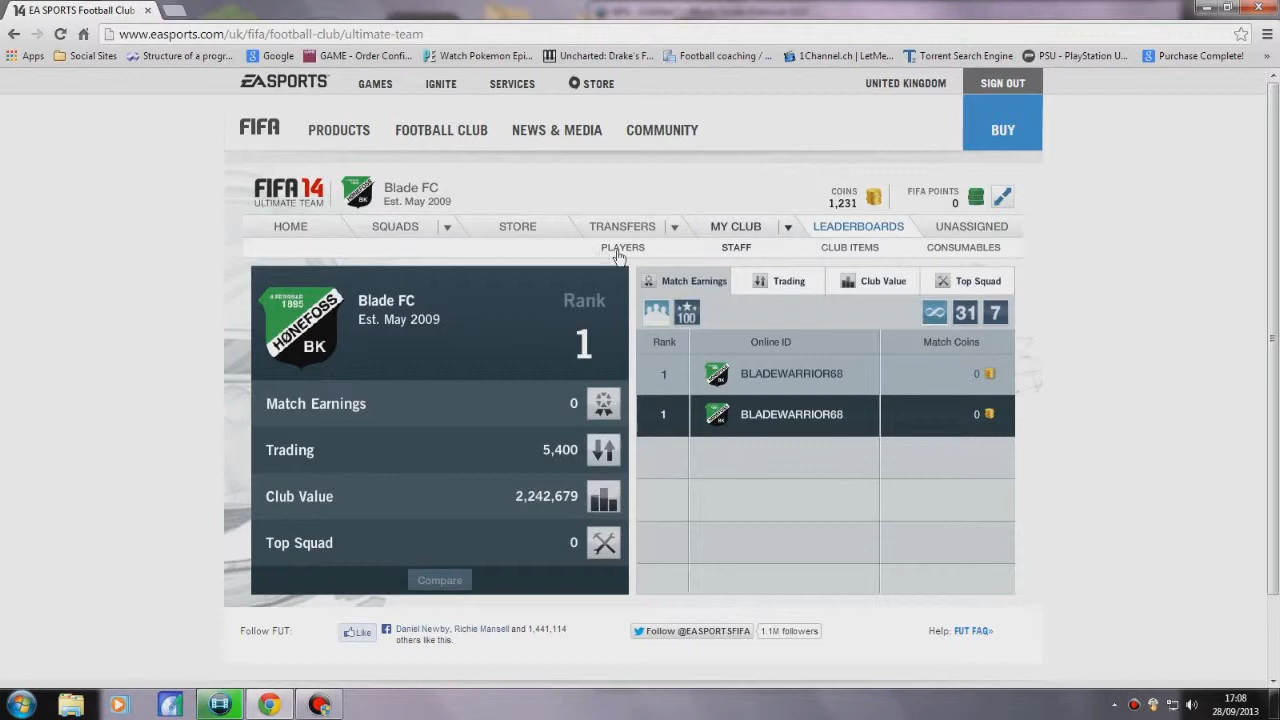 EA SPORTS Football Club
www.easports.com/uk/fifa/football-club/ultimate-team
Apps Social Sites Structure of a progr... Google GAME - Order Confi... Watch Pokemon Epi... Uncharted: Drake's F... Football coaching / ... 1Channel.ch | LetMe... Torrent Search Engine PSU - PlayStation U... Purchase Complete! »
EA SPORTS GAMES IGNITE SERVICES STORE UNITED KINGDOM SIGN OUT
FIFA PRODUCTS FOOTBALL CLUB NEWS & MEDIA COMMUNITY BUY
FIFA 14 ULTIMATE TEAM
Blade FC
Est. May 2009
COINS 1,231
FIFA POINTS 0
HOME SQUADS STORE TRANSFERS MY CLUB LEADERBOARDS UNASSIGNED
PLAYERS STAFF CLUB ITEMS CONSUMABLES
1895
HØNEFOSS
BK
Blade FC
Est. May 2009
Rank
1
Match Earnings 0
Trading 5,400
Club Value 2,242,679
Top Squad 0
Compare
Match Earnings Trading Club Value Top Squad
100 31 7
Rank Online ID Match Coins
1 BLADEWARRIOR68 0
1 BLADEWARRIOR68 0
Follow FUT: Like Daniel Newby, Richie Mansell and 1,441,114
others like this.
Follow @EASPORTSFIFA 1.1M followers
Help: FUT FAQ»
17:08
28/09/2013